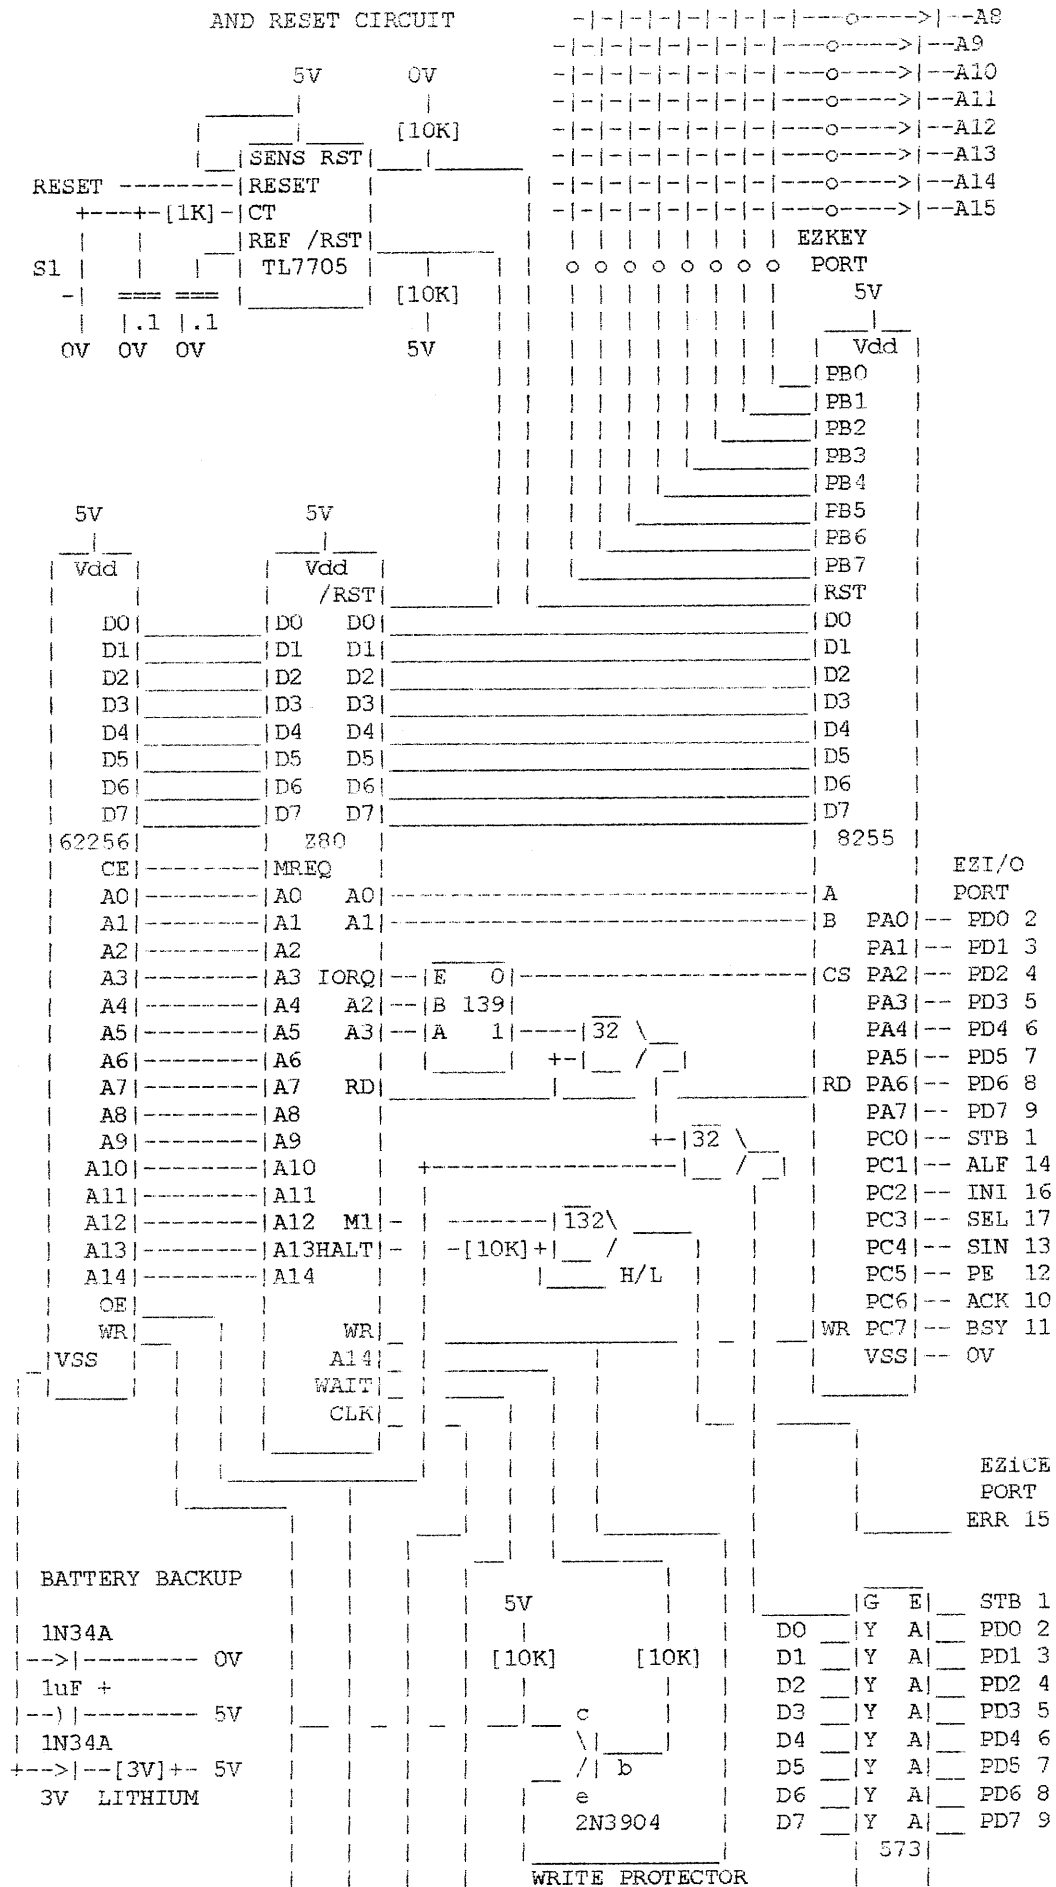 AND RESET CIRCUIT -|-|-|-|-|-|-|-|---o---->|--A8
-|-|-|-|-|-|-|-|---o---->|--A9
5V 0V -|-|-|-|-|-|-|-|---o---->|--A10
-|-|-|-|-|-|-|-|---o---->|--A11
[10K] -|-|-|-|-|-|-|-|---o---->|--A12
SENS RST -|-|-|-|-|-|-|-|---o---->|--A13
RESET --------|RESET -|-|-|-|-|-|-|-|---o---->|--A14
+---+-[1K]-|CT -|-|-|-|-|-|-|-|---o---->|--A15
REF /RST EZKEY
S1 TL7705 o o o o o o o o PORT
=== === [10K] 5V
.1 .1
0V 0V 0V 5V Vdd
PB0
PB1
PB2
PB3
PB4
5V 5V PB5
PB6
Vdd Vdd PB7
/RST RST
D0 D0 D0 D0
D1 D1 D1 D1
D2 D2 D2 D2
D3 D3 D3 D3
D4 D4 D4 D4
D5 D5 D5 D5
D6 D6 D6 D6
D7 D7 D7 D7
62256 Z80 8255
CE|--------|MREQ EZI/O
A0|--------|A0 A0|---- A PORT
A1|--------|A1 A1|---- B PA0|-- PD0 2
A2|--------|A2 PA1|-- PD1 3
A3|--------|A3 IORQ|--|E 0|---- CS PA2|-- PD2 4
A4|--------|A4 A2|--|B 139| PA3|-- PD3 5
A5|--------|A5 A3|--|A 1|----|32 \ PA4|-- PD4 6
A6|--------|A6 +-| / PA5|-- PD5 7
A7|--------|A7 RD RD PA6|-- PD6 8
A8|--------|A8 PA7|-- PD7 9
A9|--------|A9 +-|32 \ PC0|-- STB 1
A10|--------|A10 +---- / PC1|-- ALF 14
A11|--------|A11 PC2|-- INI 16
A12|--------|A12 M1|- -------|132\ PC3|-- SEL 17
A13|--------|A13HALT|- -[10K]+| / PC4|-- SIN 13
A14|--------|A14 H/L PC5|-- PE 12
OE PC6|-- ACK 10
WR WR WR PC7|-- BSY 11
VSS A14 VSS|-- 0V
WAIT
CLK
EZiCE
PORT
ERR 15
BATTERY BACKUP
5V G E STB 1
1N34A D0 Y A PD0 2
-->|-------- 0V [10K] [10K] D1 Y A PD1 3
1uF + D2 Y A PD2 4
--)|-------- 5V c D3 Y A PD3 5
1N34A \| D4 Y A PD4 6
+-->|--[3V]+- 5V /| b D5 Y A PD5 7
3V LITHIUM e D6 Y A PD6 8
2N3904 D7 Y A PD7 9
573
WRITE PROTECTOR